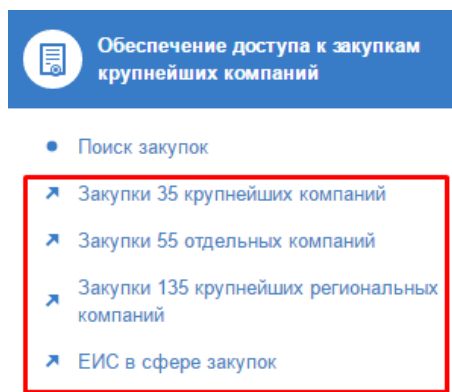 Обеспечение доступа к закупкам
крупнейших компаний
Поиск закупок
Закупки 35 крупнейших компаний
Закупки 55 отдельных компаний
Закупки 135 крупнейших региональных
компаний
ЕИС в сфере закупок